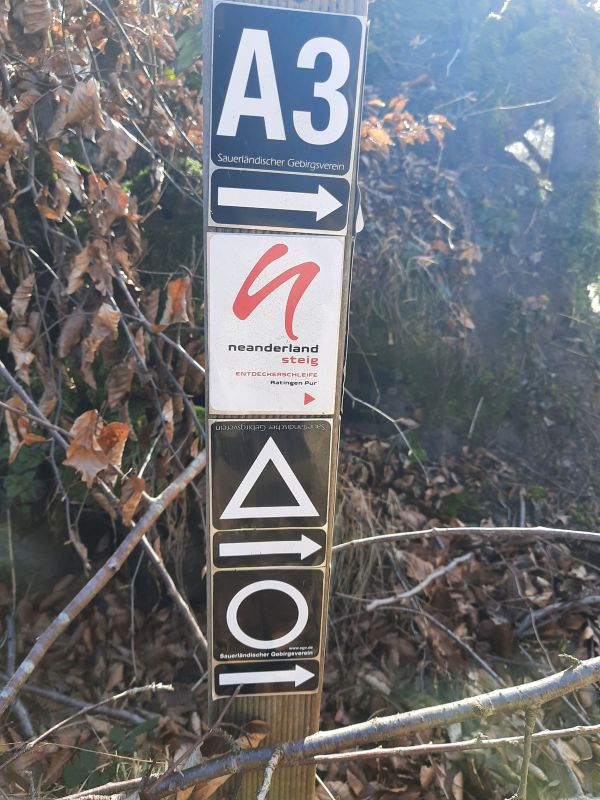 A3
Sauerländischer Gebirgsverein
neanderland
steig
ENTDECKERSCHLEIFE
Ratingen Pur
Sauerländischer Gebirgsverein
www.sgv.de
Sauerländischer Gebirgsverein